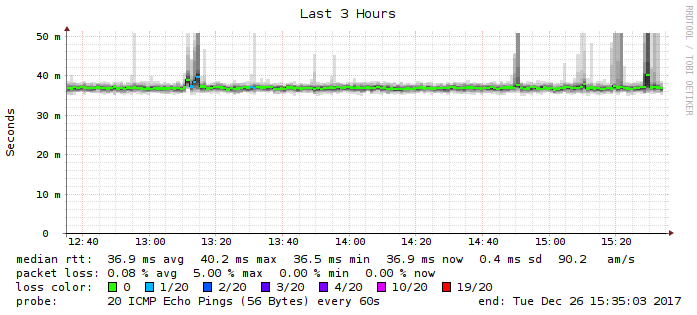 Last 3 Hours
RRDTOOL / TOBI OETIKER
Seconds
50 m
40 m
30 m
20 m
10 m
0
12:40 13:00 13:20 13:40 14:00 14:20 14:40 15:00 15:20
median rtt: 36.9 ms avg 40.2 ms max 36.5 ms min 36.9 ms now 0.4 ms sd 90.2 am/s
packet loss: 0.08 % avg 5.00 % max 0.00 % min 0.00 % now
loss color: 0 1/20 2/20 3/20 4/20 10/20 19/20
probe: 20 ICMP Echo Pings (56 Bytes) every 60s end: Tue Dec 26 15:35:03 2017